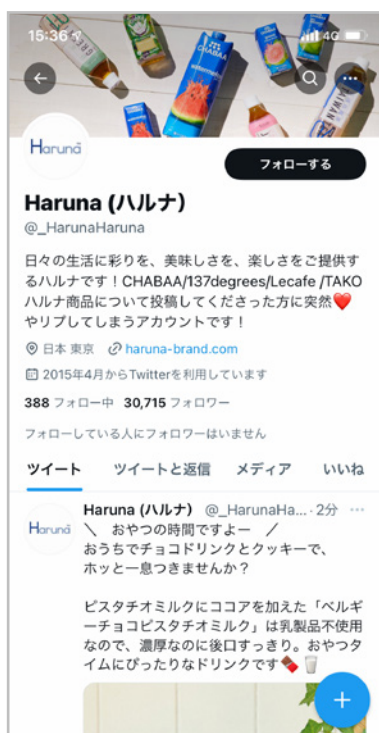 15:36
4G
CHABAA
watermelon
Haruna
フォローする
Haruna (ハルナ)
@_HarunaHaruna
日々の生活に彩りを、美味しさを、楽しさをご提供す
るハルナです！CHABAA/137degrees/Lecafe /TAKO
ハルナ商品について投稿してくださった方に突然❤️
やリプしてしまうアカウントです！
日本 東京 haruna-brand.com
2015年4月からTwitterを利用しています
388 フォロー中 30,715 フォロワー
フォローしている人にフォロワーはいません
ツイート ツイートと返信 メディア いいね
Haruna (ハルナ) @_HarunaHa... · 2分
Haruna
＼ おやつの時間ですよー ／
おうちでチョコドリンクとクッキーで、
ホッと一息つきませんか？
ピスタチオミルクにココアを加えた「ベルギ
ーチョコピスタチオミルク」は乳製品不使用
なので、濃厚なのに後口すっきり。おやつタ
イムにぴったりなドリンクです🍫🥛